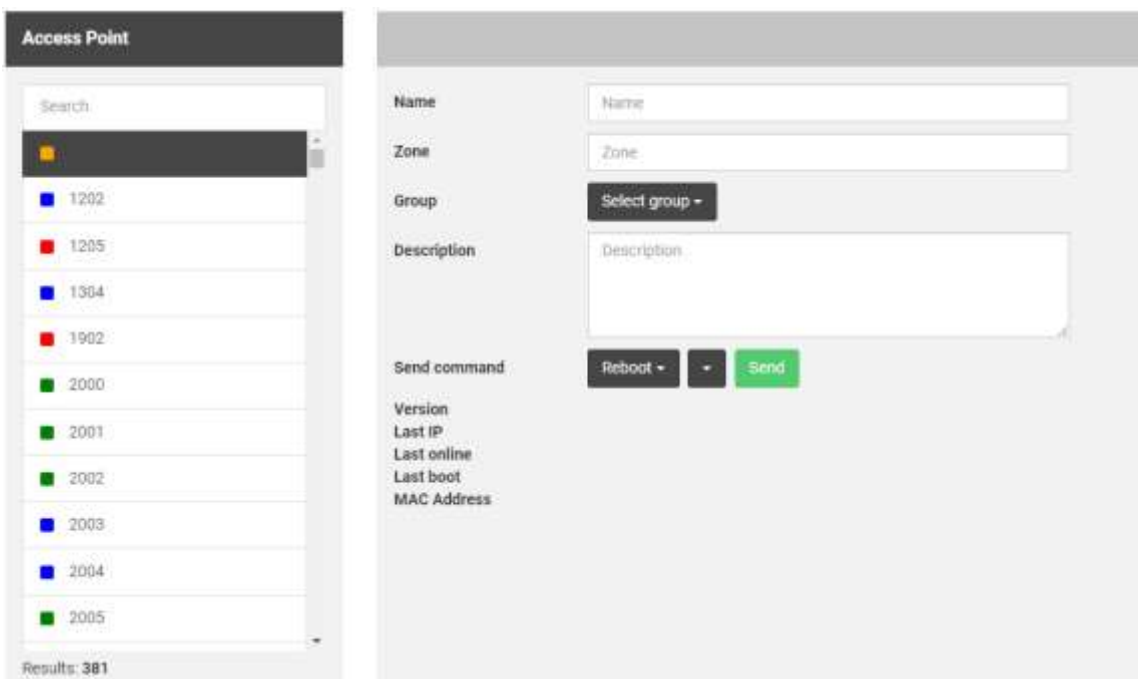 Access Point
Search
1202
1205
1304
1902
2000
2001
2002
2003
2004
2005
Results: 381
Name
Name
Zone
Zone
Group
Select group
Description
Description
Send command
Reboot
Send
Version
Last IP
Last online
Last boot
MAC Address